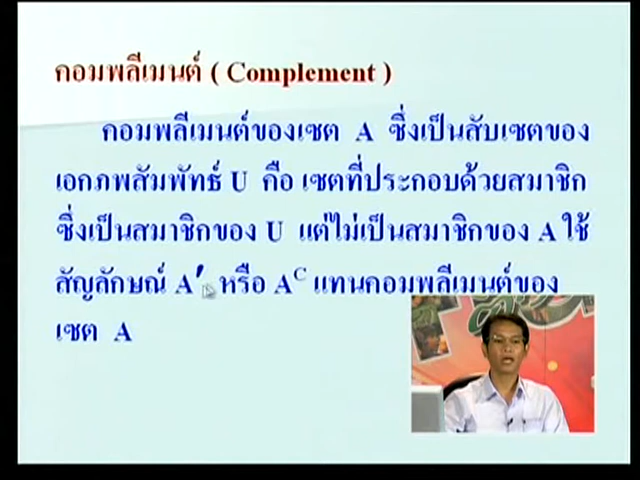 คอมพลีเมนต์ ( Complement )
คอมพลีเมนต์ของเซต A ซึ่งเป็นสับเซตของ
เอกภพสัมพัทธ์ U คือ เซตที่ประกอบด้วยสมาชิก
ซึ่งเป็นสมาชิกของ U แต่ไม่เป็นสมาชิกของ A ใช้
สัญลักษณ์ A′ หรือ Aᶜ แทนคอมพลีเมนต์ของ
เซต A